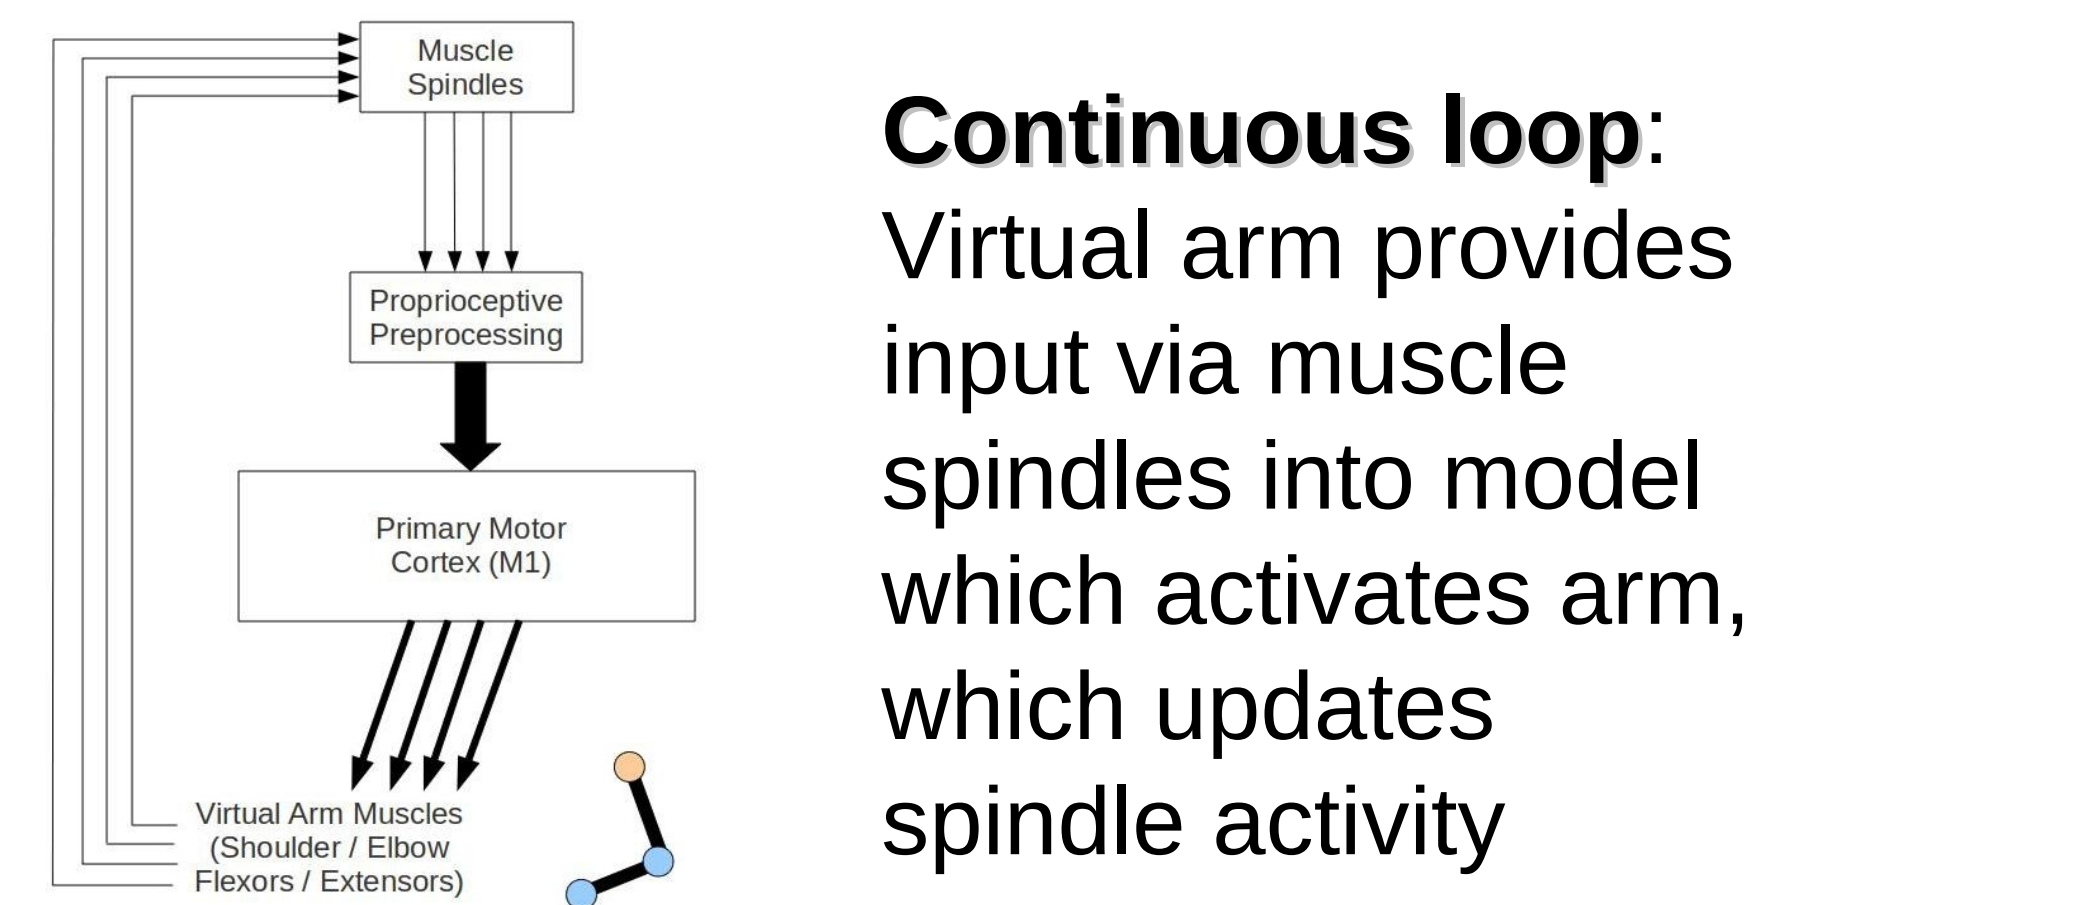 Muscle
Spindles
Proprioceptive
Preprocessing
Primary Motor
Cortex (M1)
Virtual Arm Muscles
(Shoulder / Elbow
Flexors / Extensors)
Continuous loop:
Virtual arm provides
input via muscle
spindles into model
which activates arm,
which updates
spindle activity